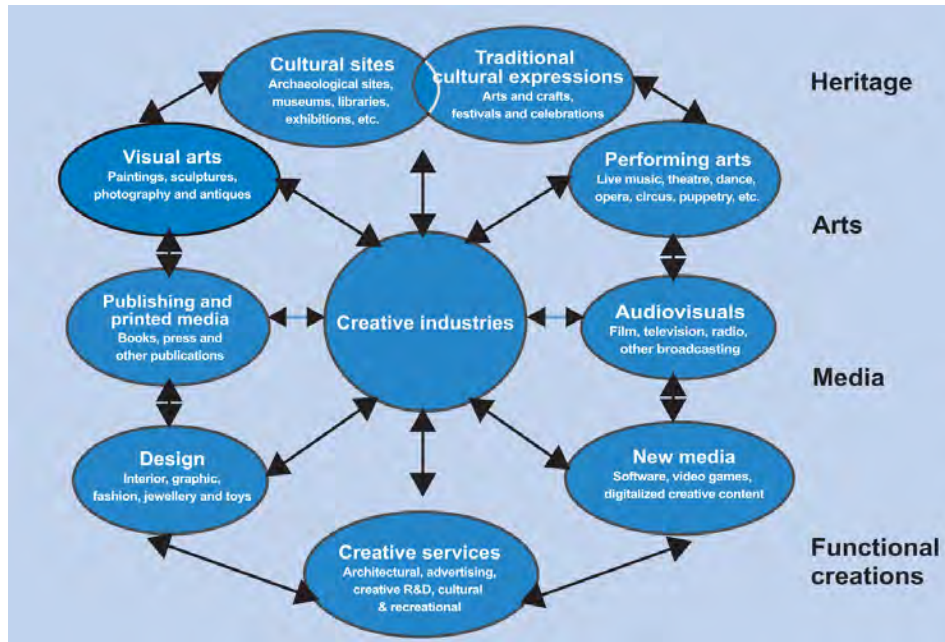 Cultural sites
Archaeological sites,
museums, libraries,
exhibitions, etc.
Traditional
cultural expressions
Arts and crafts,
festivals and celebrations
Heritage
Visual arts
Paintings, sculptures,
photography and antiques
Performing arts
Live music, theatre, dance,
opera, circus, puppetry, etc.
Arts
Publishing and
printed media
Books, press and
other publications
Creative industries
Audiovisuals
Film, television, radio,
other broadcasting
Media
Design
Interior, graphic,
fashion, jewellery and toys
New media
Software, video games,
digitalized creative content
Creative services
Architectural, advertising,
creative R&D, cultural
& recreational
Functional
creations